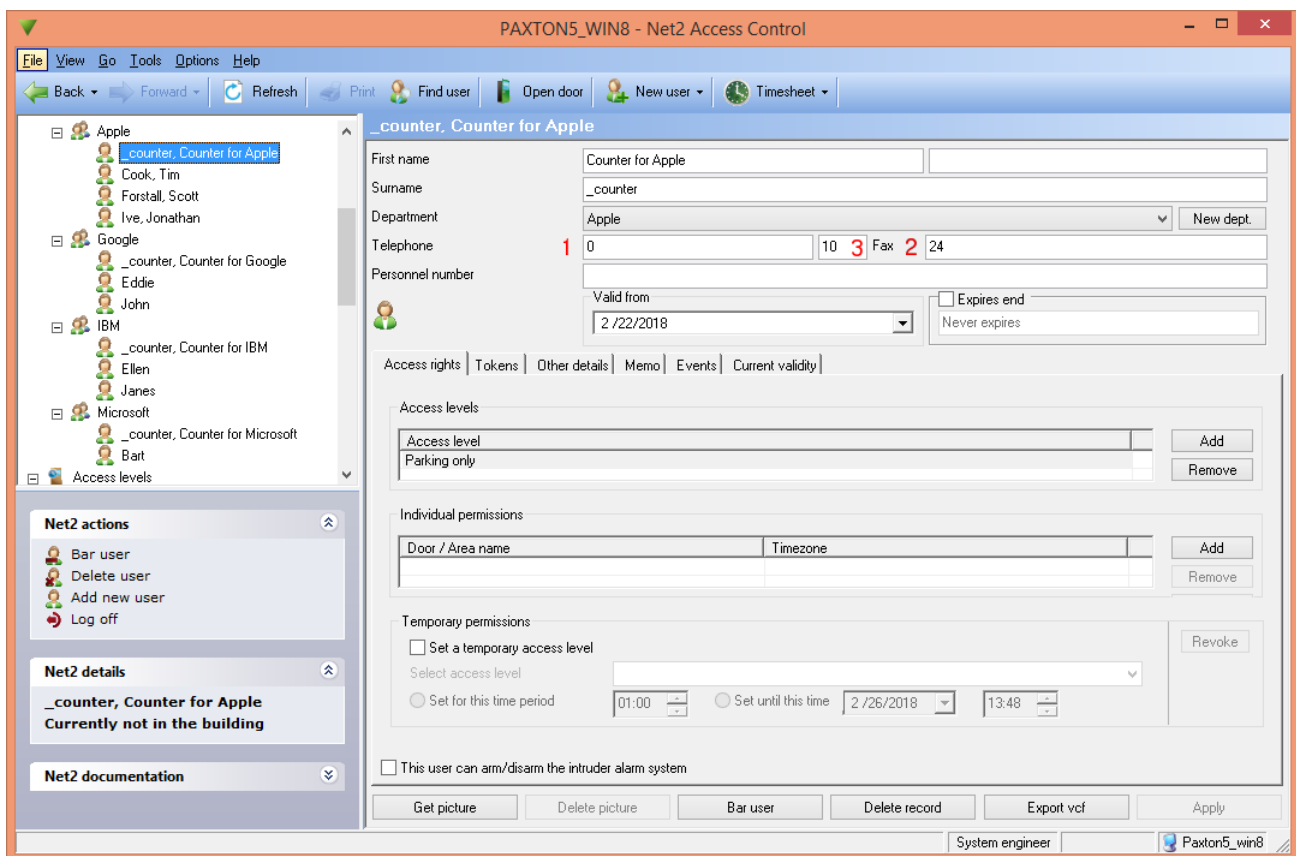 PAXTON5_WIN8 - Net2 Access Control
File View Go Tools Options Help
Back Forward Refresh Print Find user Open door New user Timesheet
Apple
_counter, Counter for Apple
Cook, Tim
Forstall, Scott
Ive, Jonathan
Google
_counter, Counter for Google
Eddie
John
IBM
_counter, Counter for IBM
Ellen
Janes
Microsoft
_counter, Counter for Microsoft
Bart
Access levels
Net2 actions
Bar user
Delete user
Add new user
Log off
Net2 details
_counter, Counter for Apple
Currently not in the building
Net2 documentation
_counter, Counter for Apple
First name Counter for Apple
Surname _counter
Department Apple New dept.
Telephone 1 0 10 3 Fax 2 24
Personnel number
Valid from Expires end
2 /22/2018 Never expires
Access rights Tokens Other details Memo Events Current validity
Access levels
Access level Add
Parking only
Remove
Individual permissions
Door / Area name Timezone Add
Remove
Temporary permissions
Set a temporary access level Revoke
Select access level
Set for this time period 01:00 Set until this time 2 /26/2018 13:48
This user can arm/disarm the intruder alarm system
Get picture Delete picture Bar user Delete record Export vcf Apply
System engineer Paxton5_win8